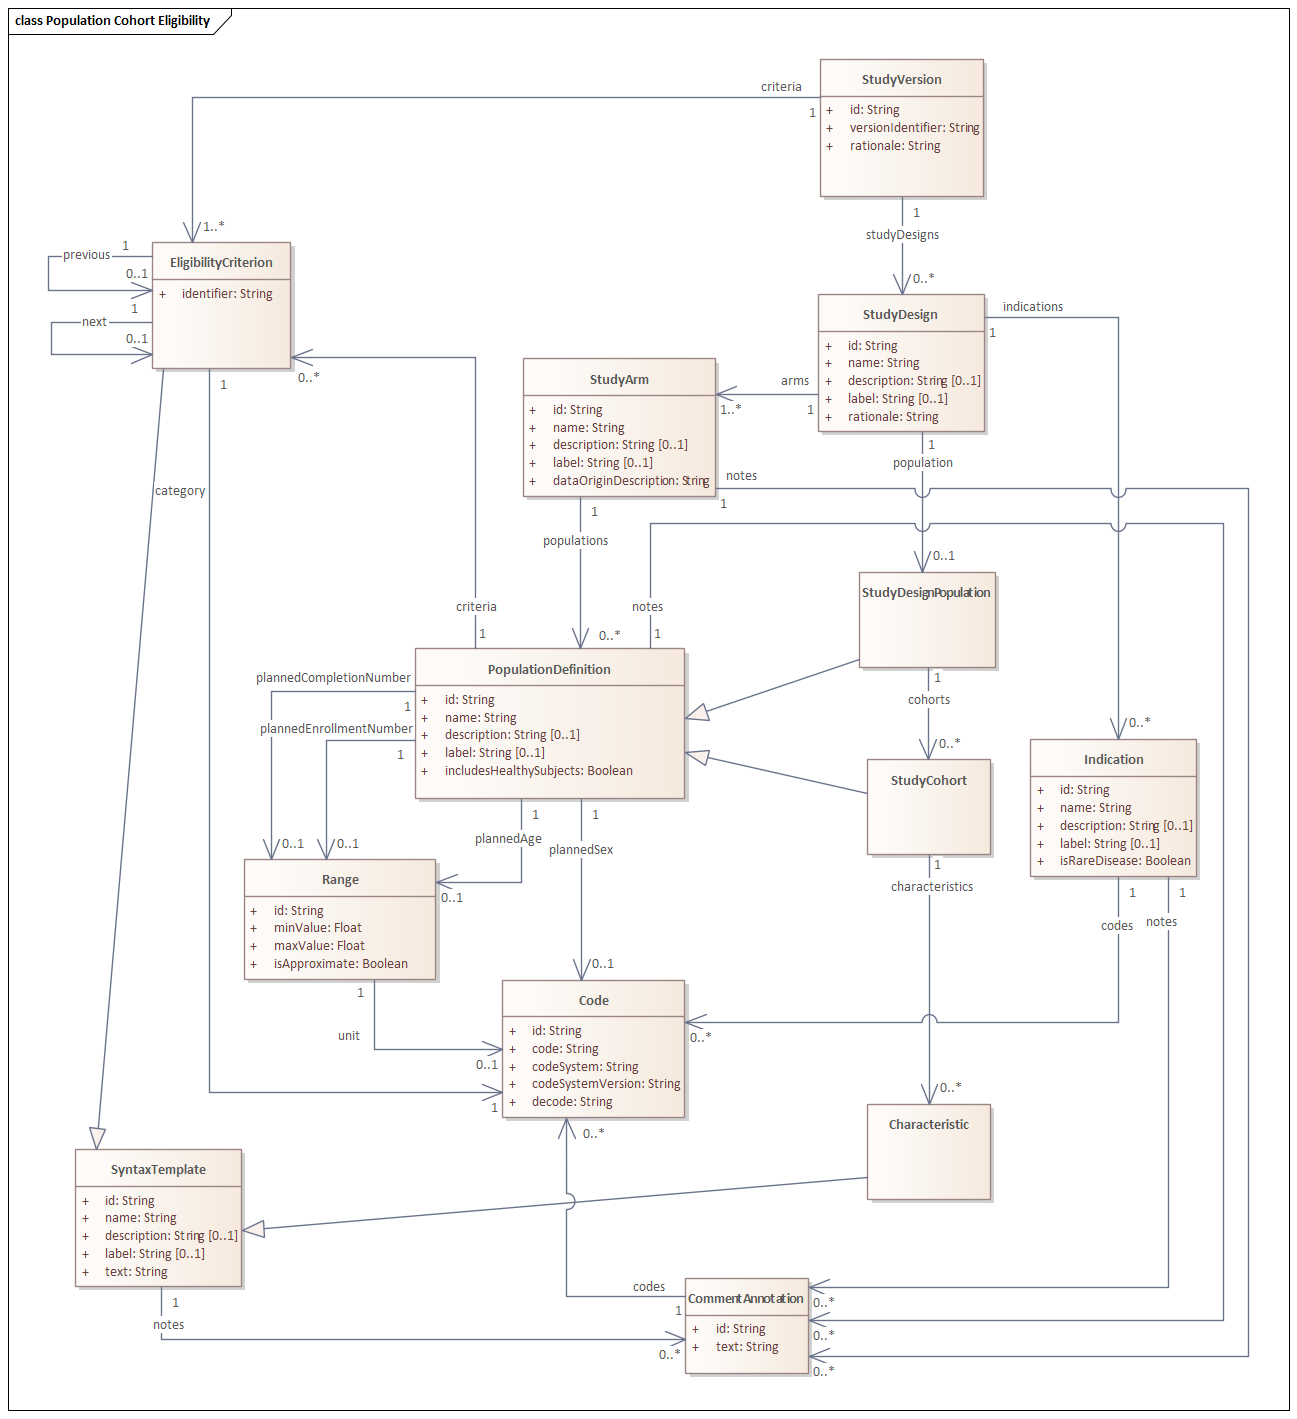 class Population Cohort Eligibility
StudyVersion
+ id: String
+ versionIdentifier: String
+ rationale: String
criteria
1
1..*
1
studyDesigns
0..*
EligibilityCriterion
+ identifier: String
previous
1
0..1
1
next
0..1
1
0..*
StudyDesign
+ id: String
+ name: String
+ description: String [0..1]
+ label: String [0..1]
+ rationale: String
indications
1
arms
1..*
1
StudyArm
+ id: String
+ name: String
+ description: String [0..1]
+ label: String [0..1]
+ dataOriginDescription: String
notes
1
1
population
0..1
category
1
populations
0..*
criteria
1
notes
1
StudyDesignPopulation
1
cohorts
0..*
PopulationDefinition
+ id: String
+ name: String
+ description: String [0..1]
+ label: String [0..1]
+ includesHealthySubjects: Boolean
plannedCompletionNumber
1
plannedEnrollmentNumber
1
0..1
0..1
0..*
Indication
+ id: String
+ name: String
+ description: String [0..1]
+ label: String [0..1]
+ isRareDisease: Boolean
StudyCohort
1
characteristics
1
plannedAge
0..1
1
plannedSex
0..1
Range
+ id: String
+ minValue: Float
+ maxValue: Float
+ isApproximate: Boolean
1
codes
1
notes
1
unit
0..1
1
Code
+ id: String
+ code: String
+ codeSystem: String
+ codeSystemVersion: String
+ decode: String
0..*
0..*
0..*
Characteristic
SyntaxTemplate
+ id: String
+ name: String
+ description: String [0..1]
+ label: String [0..1]
+ text: String
1
notes
0..*
codes
1
CommentAnnotation
+ id: String
+ text: String
0..*
0..*
0..*